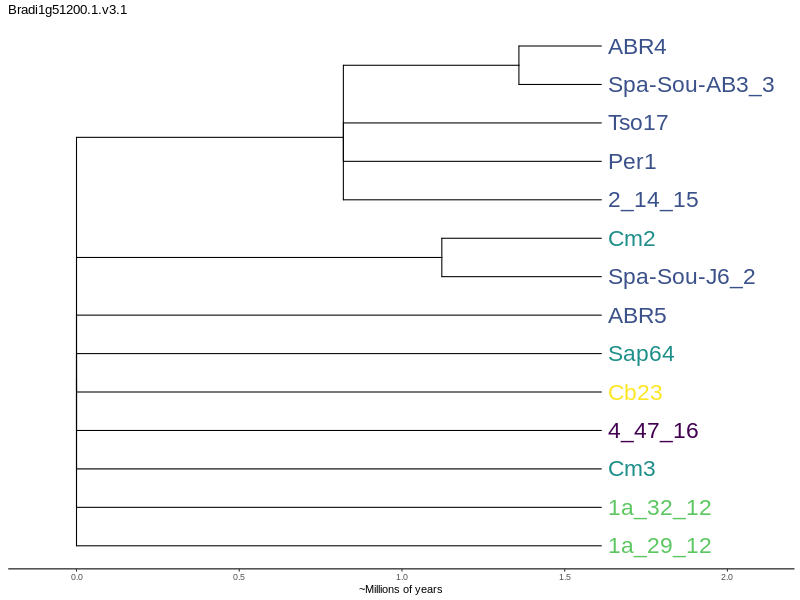 Bradi1g51200.1.v3.1
ABR4
Spa-Sou-AB3_3
Tso17
Per1
2_14_15
Cm2
Spa-Sou-J6_2
ABR5
Sap64
Cb23
4_47_16
Cm3
1a_32_12
1a_29_12
0.0 0.5 1.0 1.5 2.0
~Millions of years